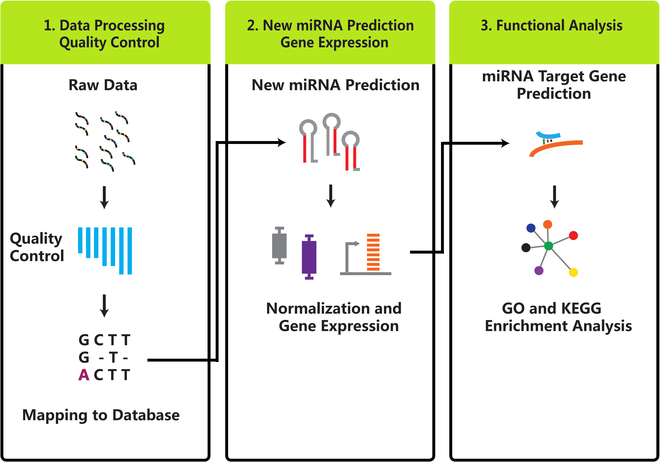 1. Data Processing
Quality Control
Raw Data
Quality
Control
G C T T
G - T -
A C T T
Mapping to Database
2. New miRNA Prediction
Gene Expression
New miRNA Prediction
Normalization and
Gene Expression
3. Functional Analysis
miRNA Target Gene
Prediction
GO and KEGG
Enrichment Analysis